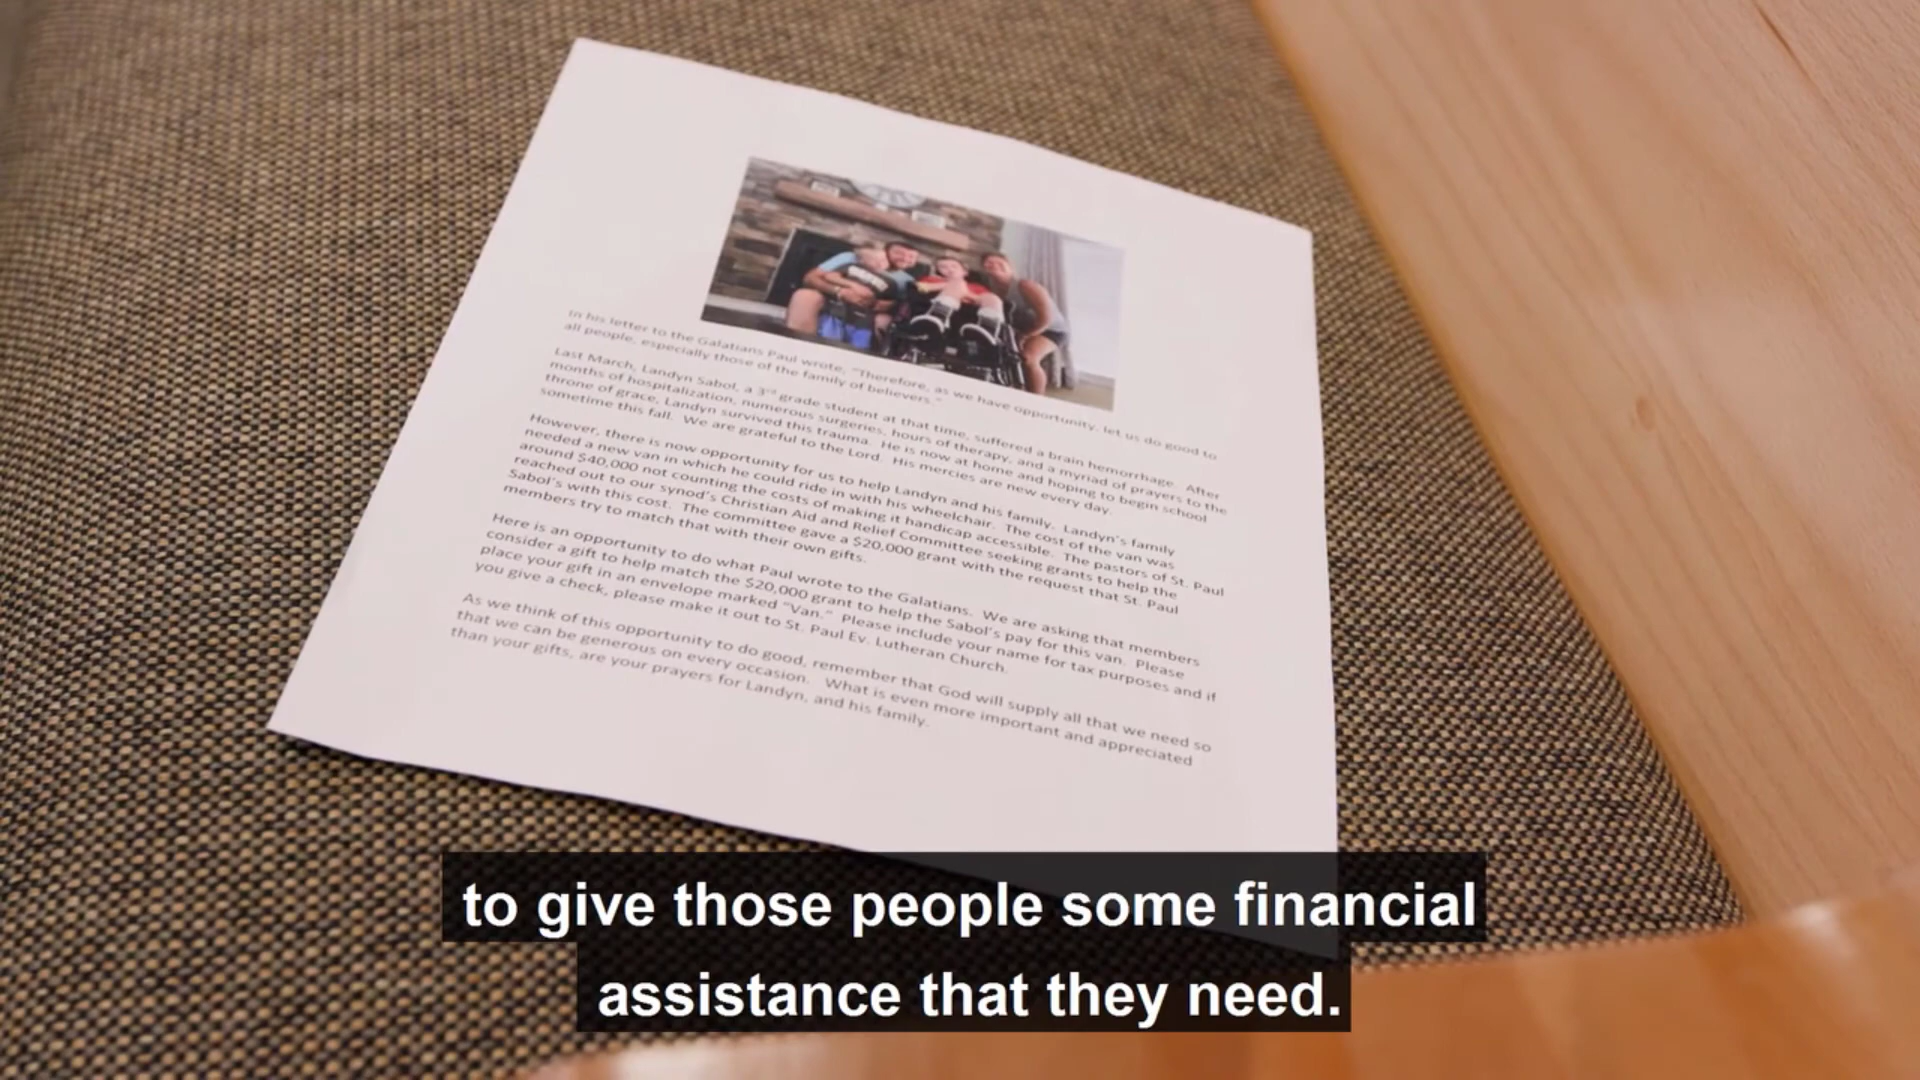 In his letter to the Galatians Paul wrote, "Therefore, as we have opportunity, let us do good to
all people, especially those of the family of believers."
Last March, Landyn Sabol, a 3rd grade student at that time, suffered a brain hemorrhage. After
months of hospitalization, numerous surgeries, hours of therapy, and a myriad of prayers to the
throne of grace, Landyn survived this trauma. He is now at home and hoping to begin school
sometime this fall. We are grateful to the Lord. His mercies are new every day.
However, there is now opportunity for us to help Landyn and his family. Landyn's family
needed a new van in which he could ride in with his wheelchair. The cost of the van was
around $40,000 not counting the costs of making it handicap accessible. The pastors of St. Paul
reached out to our synod's Christian Aid and Relief Committee seeking grants to help the
Sabol's with this cost. The committee gave a $20,000 grant with the request that St. Paul
members try to match that with their own gifts.
Here is an opportunity to do what Paul wrote to the Galatians. We are asking that members
consider a gift to help match the $20,000 grant to help the Sabol's pay for this van. Please
place your gift in an envelope marked "Van." Please include your name for tax purposes and if
you give a check, please make it out to St. Paul Ev. Lutheran Church.
As we think of this opportunity to do good, remember that God will supply all that we need so
that we can be generous on every occasion. What is even more important and appreciated
than your gifts, are your prayers for Landyn, and his family.
to give those people some financial
assistance that they need.